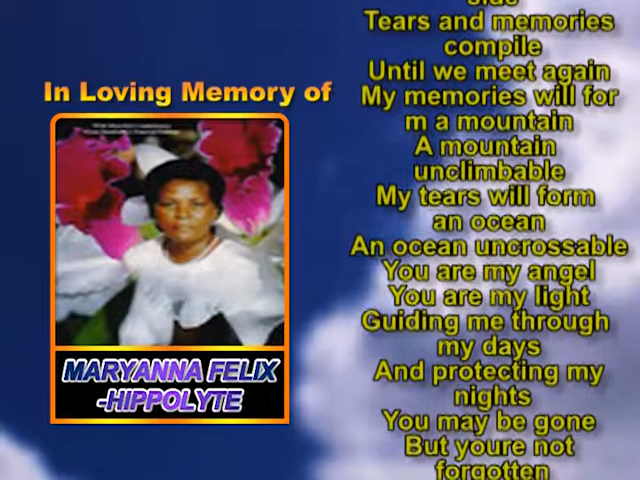 In Loving Memory of
MARYANNA FELIX
-HIPPOLYTE
side
Tears and memories
compile
Until we meet again
My memories will for
m a mountain
A mountain
unclimbable
My tears will form
an ocean
An ocean uncrossable
You are my angel
You are my light
Guiding me through
my days
And protecting my
nights
You may be gone
But youre not
forgotten